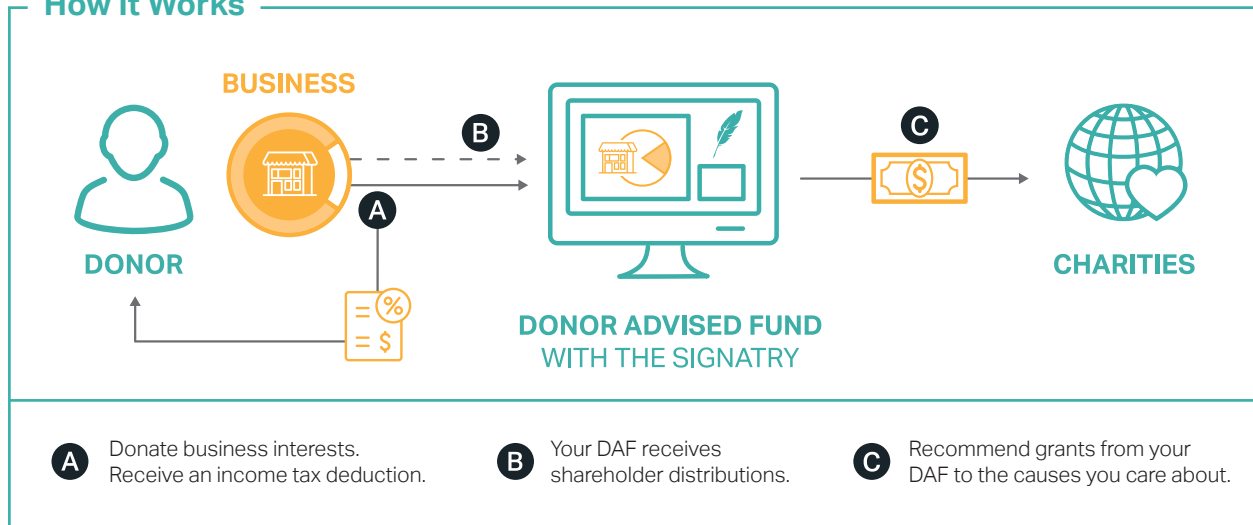 How It Works
BUSINESS
B
C
A
$
DONOR
CHARITIES
%
$
DONOR ADVISED FUND
WITH THE SIGNATRY
A
Donate business interests.
Receive an income tax deduction.
B
Your DAF receives
shareholder distributions.
C
Recommend grants from your
DAF to the causes you care about.